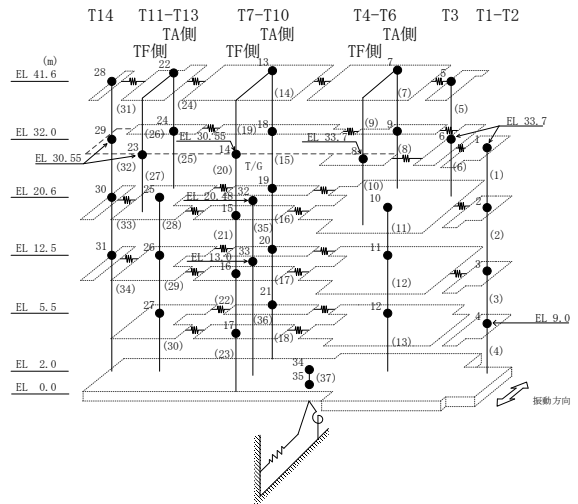 T14 T11-T13 T7-T10 T4-T6 T3 T1-T2
TA側 TA側 TA側
TF側 TF側 TF側
(m)
EL 41.6 28 22 13 7 5
(31) (24) (14) (7) (5)
EL 32.0 29 24 (26) (19) 18 (9) 9 6 EL 33.7 1
EL 30.55 23 EL 30.55 14 EL 33.7 8 (8) (6)
(32) (25) (15) (1)
(27) (20) T/G (10)
EL 20.6 30 25 EL 20.48 32 19 10 2
15 (16)
(33) (28) (35) (11) (2)
(21)
EL 12.5 31 26 EL 13.0 33 20 11 3
16 (17)
(34) (29) (12) (3)
EL 5.5 27 (22) 21 12 4 EL 9.0
17 (36) (18)
(30) (23) (13) (4)
EL 2.0 34
EL 0.0 35 (37)
振動方向